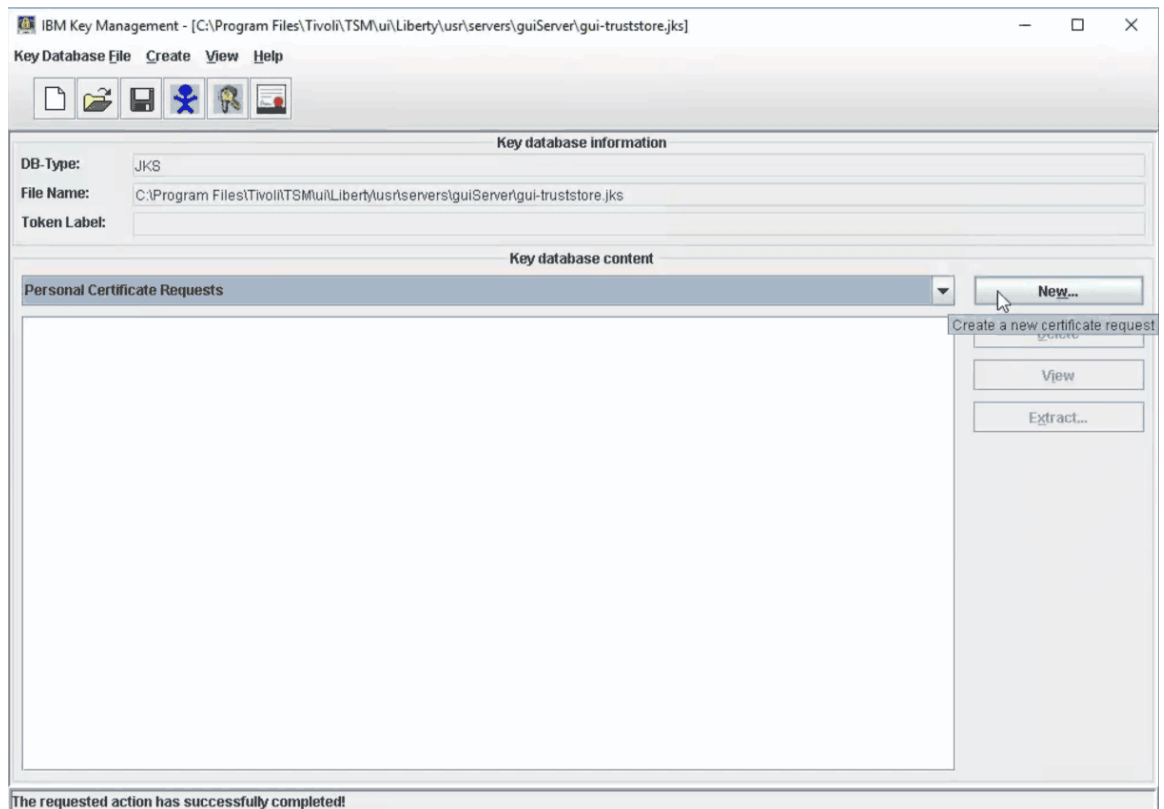 IBM Key Management - [C:\Program Files\Tivoli\TSM\ui\Liberty\usr\servers\guiServer\gui-truststore.jks]
Key Database File Create View Help
Key database information
DB-Type: JKS
File Name: C:\Program Files\Tivoli\TSM\ui\Liberty\usr\servers\guiServer\gui-truststore.jks
Token Label:
Key database content
Personal Certificate Requests
New...
Create a new certificate request
Delete
View
Extract...
The requested action has successfully completed!